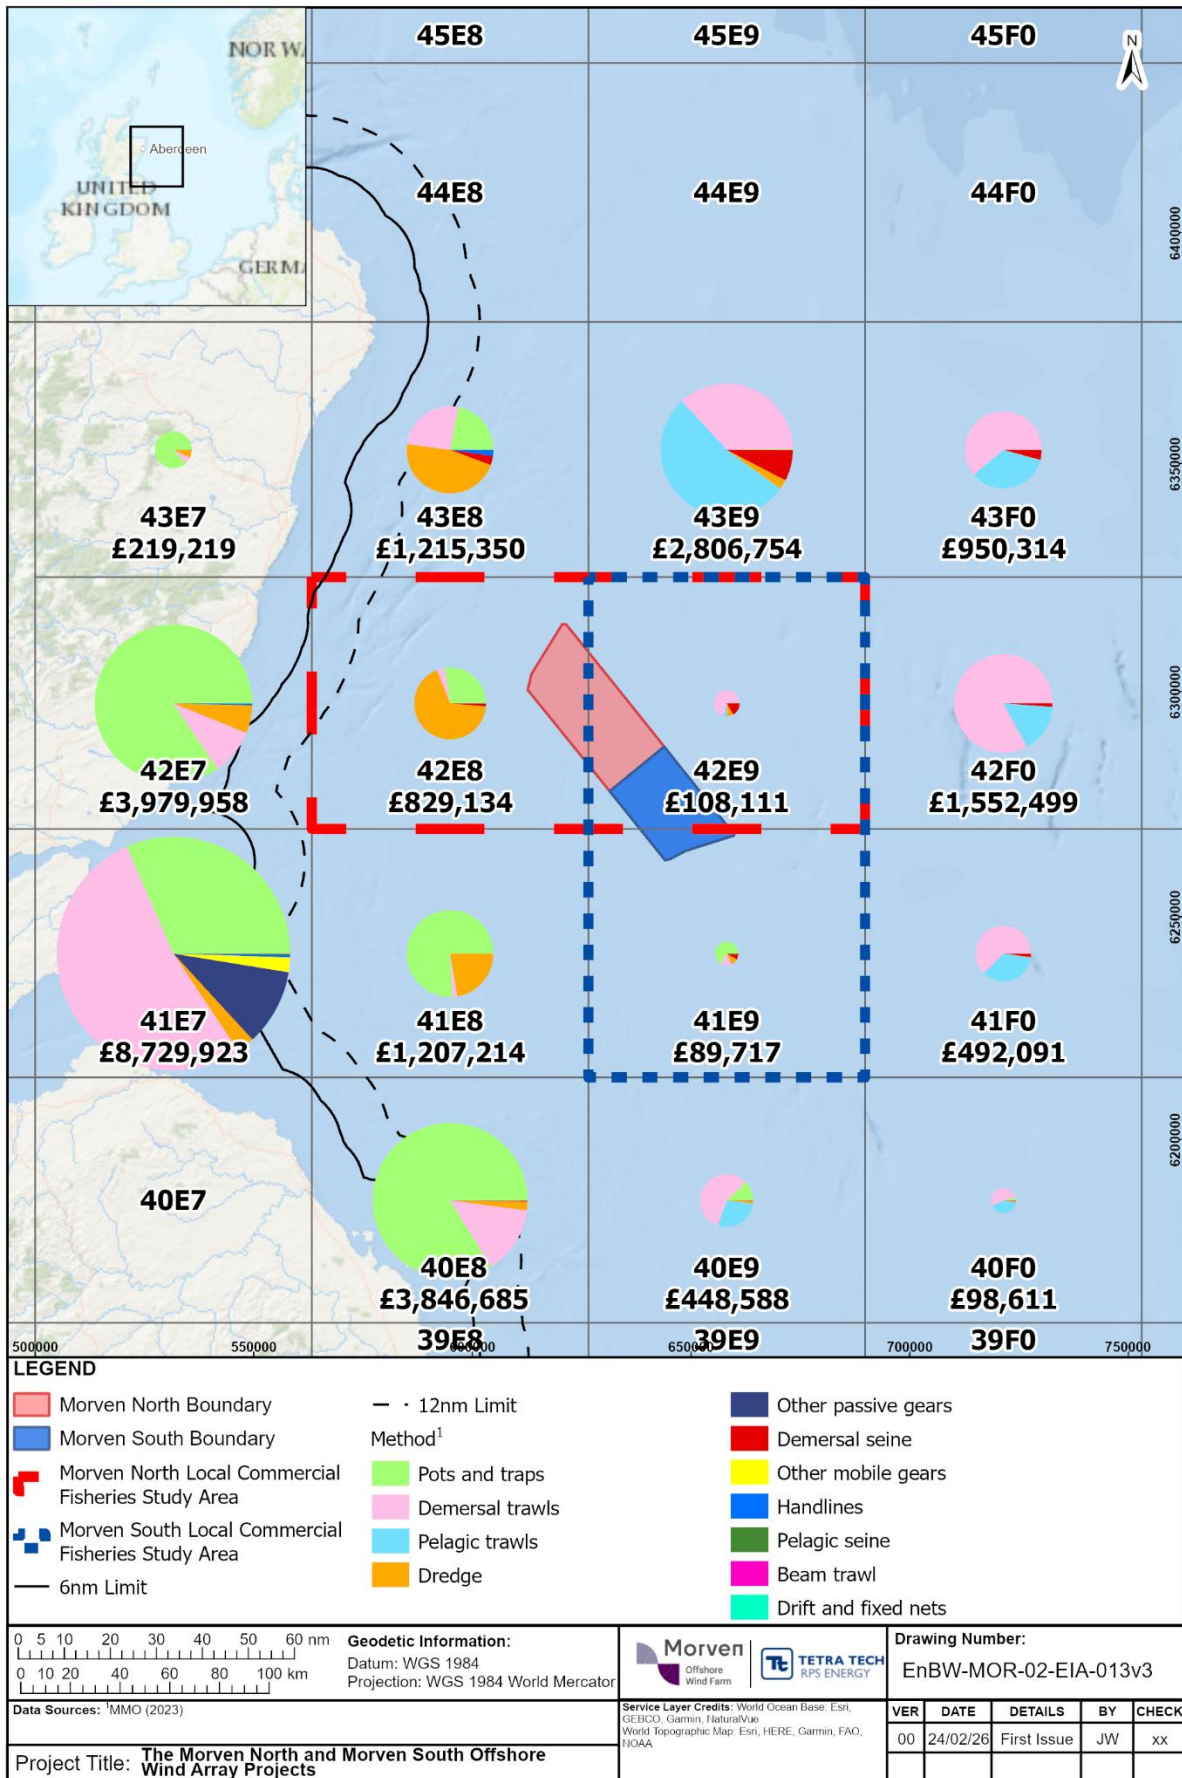 45E8
45E9
45F0
N
NOR W
Aberdeen
UNITED
KINGDOM
GERM
44E8
44E9
44F0
6400000
6350000
43E7
£219,219
43E8
£1,215,350
43E9
£2,806,754
43F0
£950,314
6300000
42E7
£3,979,958
42E8
£829,134
42E9
£108,111
42F0
£1,552,499
6250000
41E7
£8,729,923
41E8
£1,207,214
41E9
£89,717
41F0
£492,091
6200000
40E7
40E8
£3,846,685
40E9
£448,588
40F0
£98,611
39E8
39E9
39F0
500000
550000
600000
650000
700000
750000
LEGEND
Morven North Boundary
Morven South Boundary
Morven North Local Commercial
Fisheries Study Area
Morven South Local Commercial
Fisheries Study Area
6nm Limit
12nm Limit
Method¹
Pots and traps
Demersal trawls
Pelagic trawls
Dredge
Other passive gears
Demersal seine
Other mobile gears
Handlines
Pelagic seine
Beam trawl
Drift and fixed nets
0 5 10 20 30 40 50 60 nm
0 10 20 40 60 80 100 km
Geodetic Information:
Datum: WGS 1984
Projection: WGS 1984 World Mercator
Morven
Offshore
Wind Farm
Tt TETRA TECH
RPS ENERGY
Drawing Number:
EnBW-MOR-02-EIA-013v3
Data Sources: ¹MMO (2023)
Service Layer Credits: World Ocean Base: Esri,
GEBCO, Garmin, NaturalVue
World Topographic Map: Esri, HERE, Garmin, FAO,
NOAA
VER DATE DETAILS BY CHECK
00 24/02/26 First Issue JW xx
Project Title: The Morven North and Morven South Offshore
Wind Array Projects